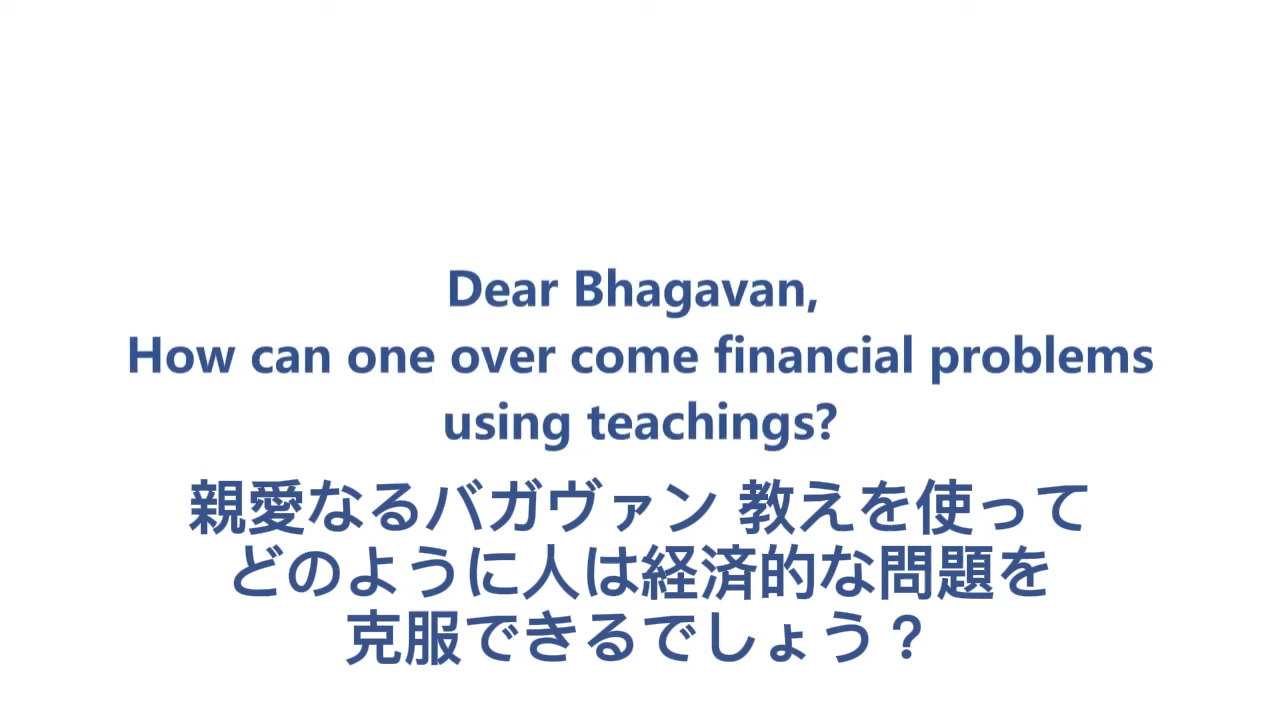 Dear Bhagavan,
How can one over come financial problems
using teachings?
親愛なるバガヴァン 教えを使って
どのように人は経済的な問題を
克服できるでしょう？